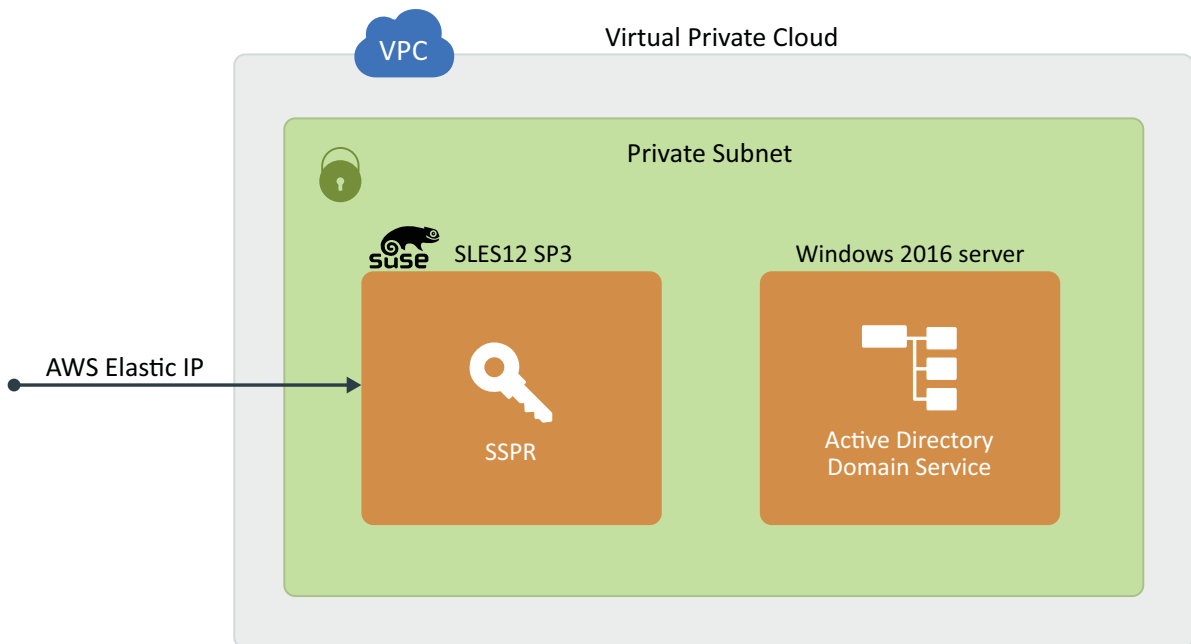 VPC
Virtual Private Cloud
Private Subnet
SUSE
SLES12 SP3
Windows 2016 server
AWS Elastic IP
SSPR
Active Directory
Domain Service